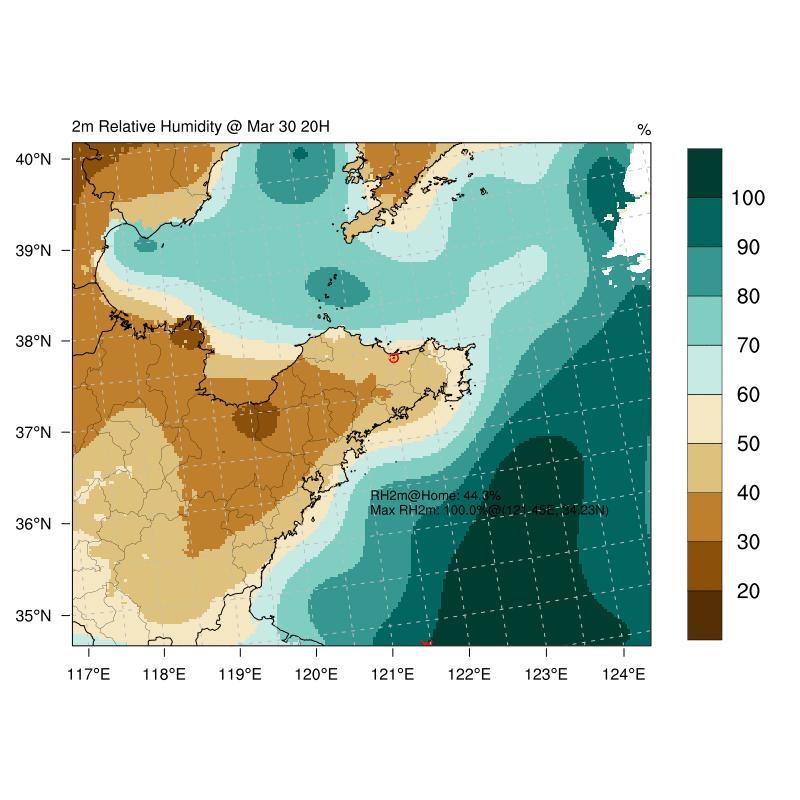 2m Relative Humidity @ Mar 30 20H
%
40°N
39°N
38°N
37°N
36°N
35°N
117°E
118°E
119°E
120°E
121°E
122°E
123°E
124°E
100
90
80
70
60
50
40
30
20
RH2m@Home: 44.3%
Max RH2m: 100.0%@(121.45E, 34.23N)